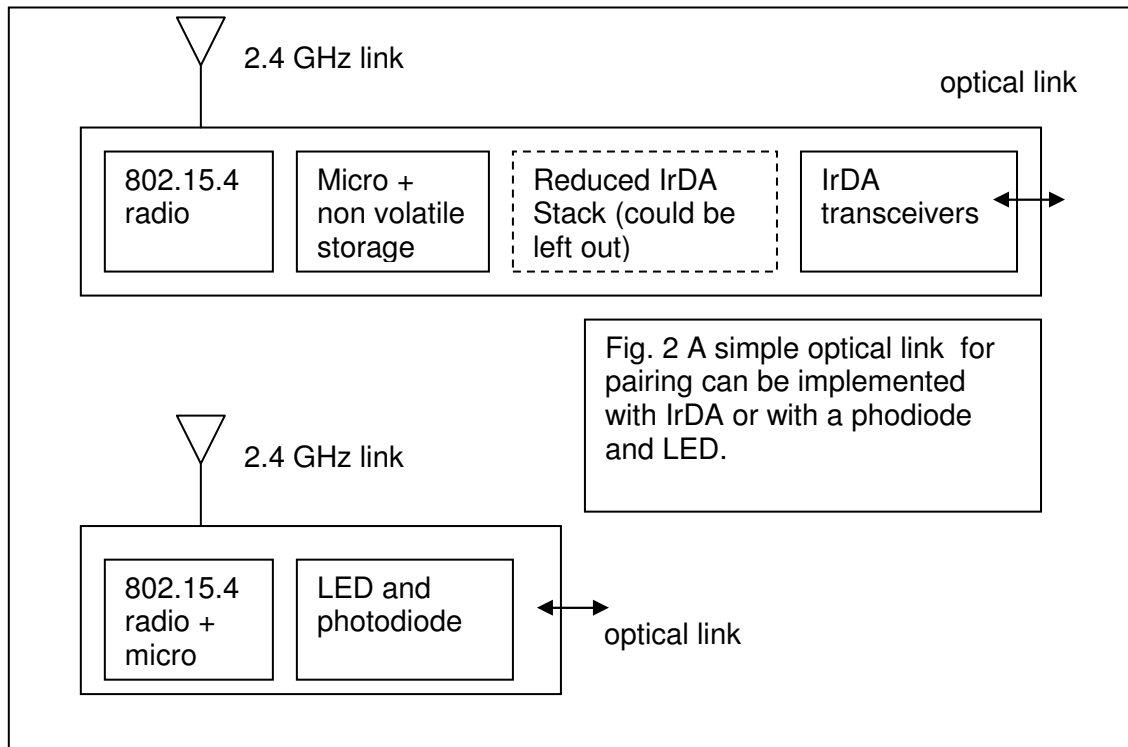 2.4 GHz link
optical link
802.15.4
radio
Micro +
non volatile
storage
Reduced IrDA
Stack (could be
left out)
IrDA
transceivers
Fig. 2 A simple optical link for
pairing can be implemented
with IrDA or with a phodiode
and LED.
2.4 GHz link
802.15.4
radio +
micro
LED and
photodiode
optical link